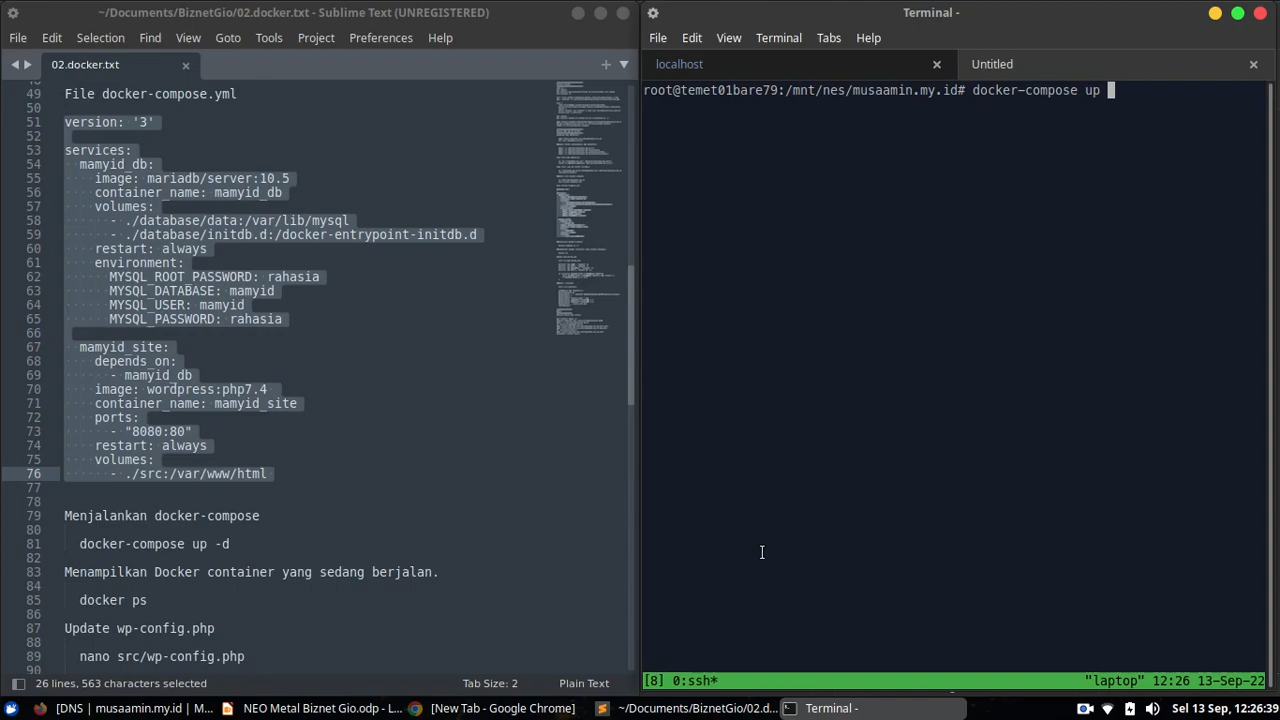 ~/Documents/BiznetGio/02.docker.txt - Sublime Text (UNREGISTERED)
File Edit Selection Find View Goto Tools Project Preferences Help
02.docker.txt
49 File docker-compose.yml
50
51 version: '3'
52
53 services:
54 mamyid_db:
55 image: mariadb/server:10.5
56 container_name: mamyid_db
57 volumes:
58 - ./database/data:/var/lib/mysql
59 - ./database/initdb.d:/docker-entrypoint-initdb.d
60 restart: always
61 environment:
62 MYSQL_ROOT_PASSWORD: rahasia
63 MYSQL_DATABASE: mamyid
64 MYSQL_USER: mamyid
65 MYSQL_PASSWORD: rahasia
66
67 mamyid_site:
68 depends_on:
69 - mamyid_db
70 image: wordpress:php7.4
71 container_name: mamyid_site
72 ports:
73 - "8080:80"
74 restart: always
75 volumes:
76 - ./src:/var/www/html
77
78
79 Menjalankan docker-compose
80
81 docker-compose up -d
82
83 Menampilkan Docker container yang sedang berjalan.
84
85 docker ps
86
87 Update wp-config.php
88
89 nano src/wp-config.php
90
26 lines, 563 characters selected Tab Size: 2 Plain Text
Terminal -
File Edit View Terminal Tabs Help
localhost Untitled
root@temet01bare79:/mnt/nes/musaamin.my.id# docker-compose up
[8] 0:ssh* "laptop" 12:26 13-Sep-22
[DNS | musaamin.my.id | M... NEO Metal Biznet Gio.odp - L... [New Tab - Google Chrome] ~/Documents/BiznetGio/02.d... Terminal - Sel 13 Sep, 12:26:39